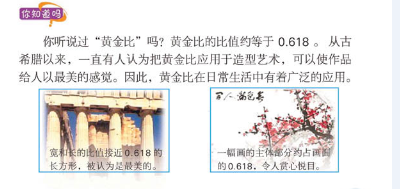 你知道吗
你听说过“黄金比”吗？黄金比的比值约等于 0.618 。从古
希腊以来，一直有人认为把黄金比应用于造型艺术，可以使作品
给人以最美的感觉。因此，黄金比在日常生活中有着广泛的应用。
宽和长的比值接近 0.618 的
长方形，被认为是最美的。
一幅画的主体部分约占画面
的 0.618，令人赏心悦目。